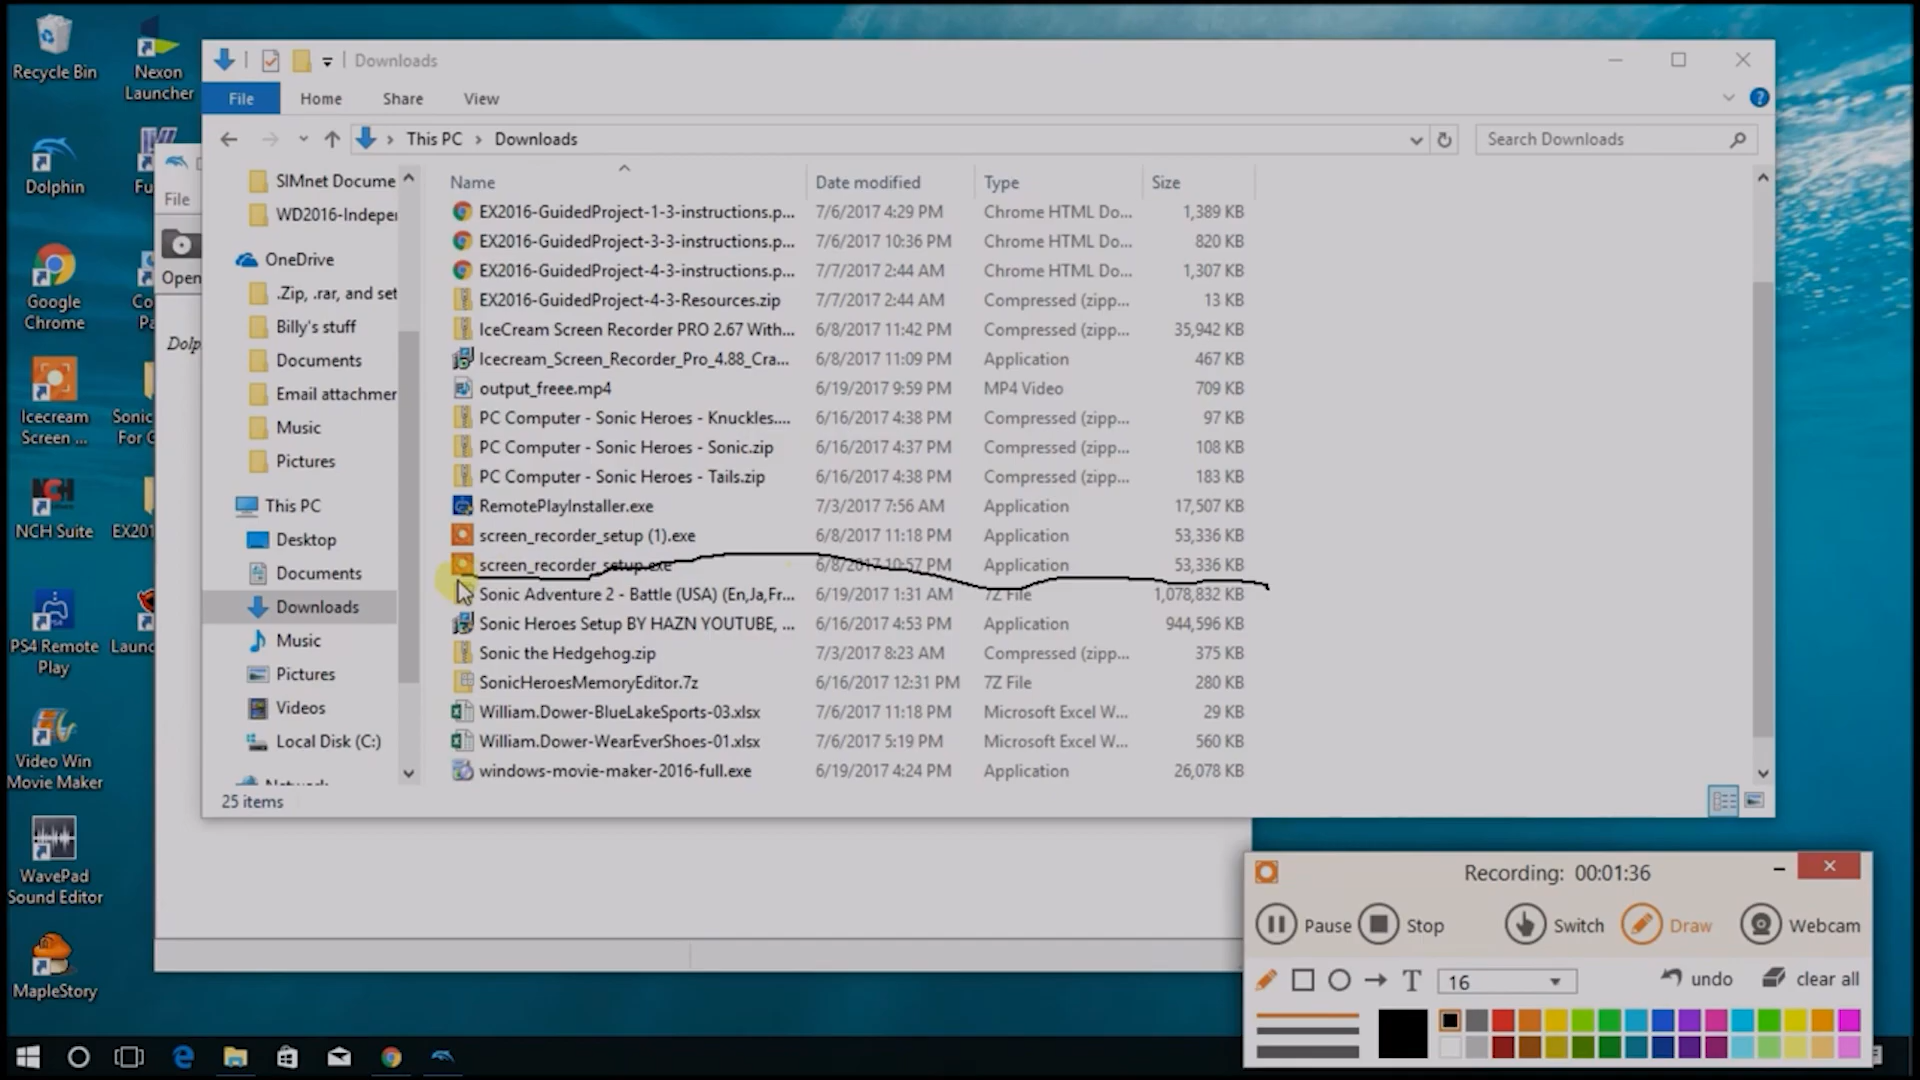 Recycle Bin
Nexon
Launcher
Dolphin
Fu
Google
Chrome
Co
Pa
Icecream
Screen ...
Sonic
For G
NCH Suite
EX201
PS4 Remote
Play
Launc
Video Win
Movie Maker
WavePad
Sound Editor
MapleStory
File
Open
Dolp
Downloads
File
Home
Share
View
This PC
Downloads
Search Downloads
SIMnet Docume
WD2016-Indepen
OneDrive
.Zip, .rar, and set
Billy's stuff
Documents
Email attachmen
Music
Pictures
This PC
Desktop
Documents
Downloads
Music
Pictures
Videos
Local Disk (C:)
Network
Name Date modified Type Size
EX2016-GuidedProject-1-3-instructions.p... 7/6/2017 4:29 PM Chrome HTML Do... 1,389 KB
EX2016-GuidedProject-3-3-instructions.p... 7/6/2017 10:36 PM Chrome HTML Do... 820 KB
EX2016-GuidedProject-4-3-instructions.p... 7/7/2017 2:44 AM Chrome HTML Do... 1,307 KB
EX2016-GuidedProject-4-3-Resources.zip 7/7/2017 2:44 AM Compressed (zipp... 13 KB
IceCream Screen Recorder PRO 2.67 With... 6/8/2017 11:42 PM Compressed (zipp... 35,942 KB
Icecream_Screen_Recorder_Pro_4.88_Cra... 6/8/2017 11:09 PM Application 467 KB
output_freee.mp4 6/19/2017 9:59 PM MP4 Video 709 KB
PC Computer - Sonic Heroes - Knuckles.... 6/16/2017 4:38 PM Compressed (zipp... 97 KB
PC Computer - Sonic Heroes - Sonic.zip 6/16/2017 4:37 PM Compressed (zipp... 108 KB
PC Computer - Sonic Heroes - Tails.zip 6/16/2017 4:38 PM Compressed (zipp... 183 KB
RemotePlayInstaller.exe 7/3/2017 7:56 AM Application 17,507 KB
screen_recorder_setup (1).exe 6/8/2017 11:18 PM Application 53,336 KB
screen_recorder_setup.exe 6/8/2017 10:57 PM Application 53,336 KB
Sonic Adventure 2 - Battle (USA) (En,Ja,Fr... 6/19/2017 1:31 AM 7Z File 1,078,832 KB
Sonic Heroes Setup BY HAZN YOUTUBE, ... 6/16/2017 4:53 PM Application 944,596 KB
Sonic the Hedgehog.zip 7/3/2017 8:23 AM Compressed (zipp... 375 KB
SonicHeroesMemoryEditor.7z 6/16/2017 12:31 PM 7Z File 280 KB
William.Dower-BlueLakeSports-03.xlsx 7/6/2017 11:18 PM Microsoft Excel W... 29 KB
William.Dower-WearEverShoes-01.xlsx 7/6/2017 5:19 PM Microsoft Excel W... 560 KB
windows-movie-maker-2016-full.exe 6/19/2017 4:24 PM Application 26,078 KB
25 items
Recording: 00:01:36
Pause Stop Switch Draw Webcam
T 16 undo clear all